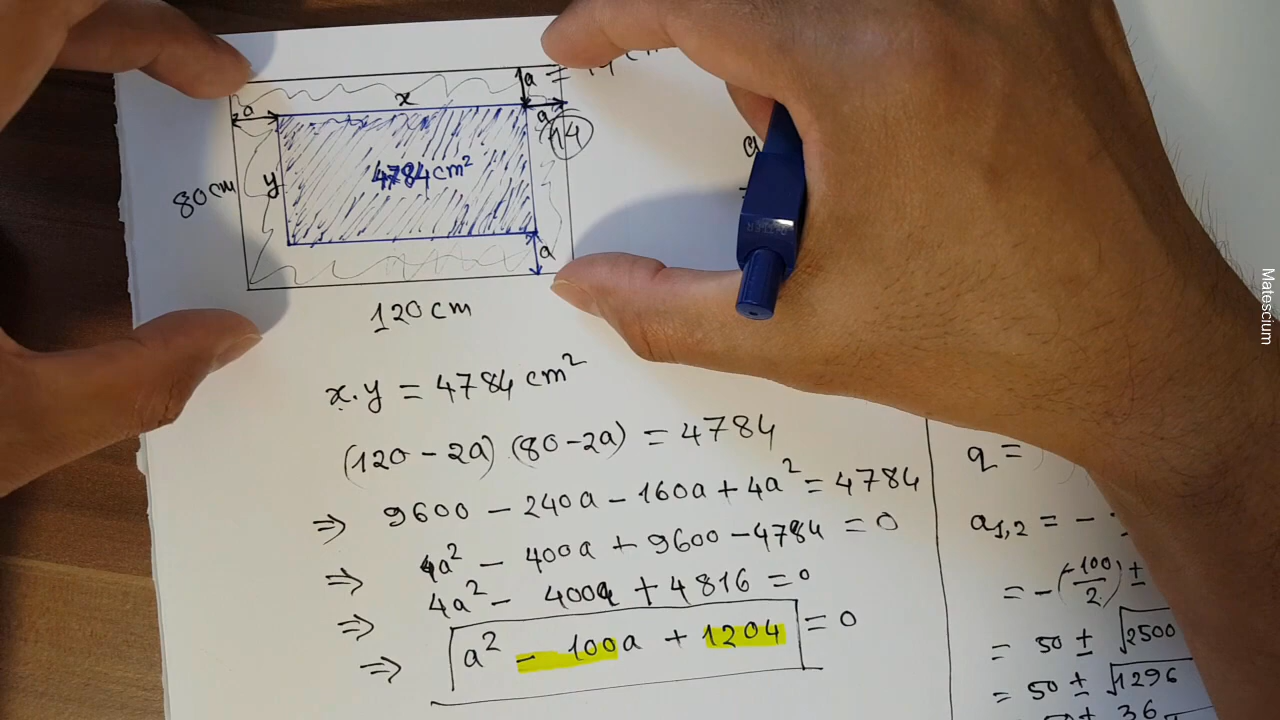 a
= 14 cm
x
a
a
14
4784 cm²
80 cm
y
a
120 cm
x.y = 4784 cm²
(120 - 2a) (80 - 2a) = 4784
⇒ 9600 - 240a - 160a + 4a² = 4784
⇒ 4a² - 400a + 9600 - 4784 = 0
⇒ 4a² - 400a + 4816 = 0
⇒ a² - 100a + 1204 = 0
q =
a1,2 = -
= -(-100/2) ±
= 50 ± √2500
= 50 ± √1296
± 36
Matescium